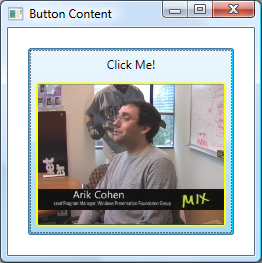 Button Content
Click Me!
Arik Cohen
Lead Program Manager, Windows Presentation Foundation Group
MIX